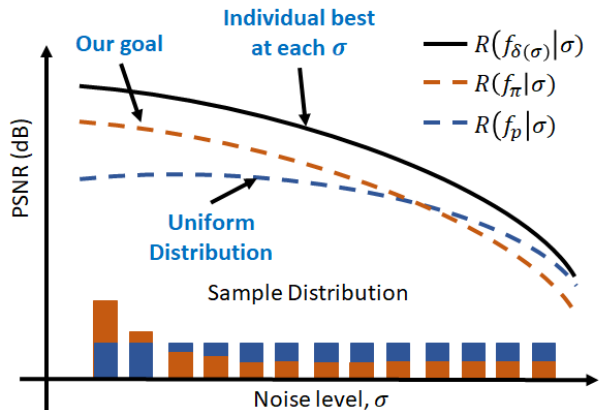 Individual best
at each σ
Our goal
R(f_{δ(σ)}|σ)
R(f_π|σ)
R(f_p|σ)
PSNR (dB)
Uniform
Distribution
Sample Distribution
Noise level, σ